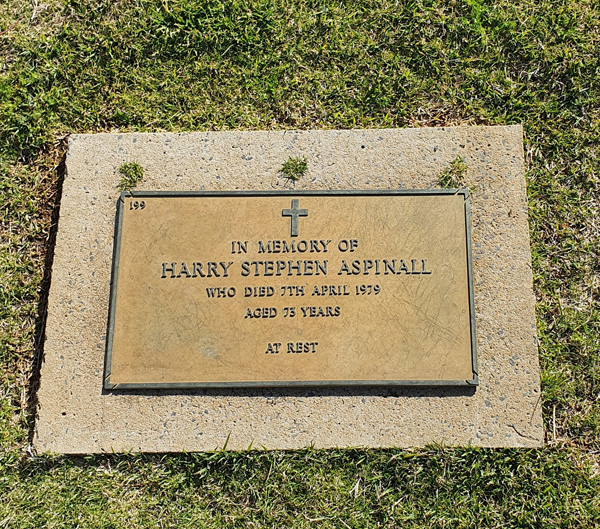 199
IN MEMORY OF
HARRY STEPHEN ASPINALL
WHO DIED 7TH APRIL 1979
AGED 73 YEARS
AT REST